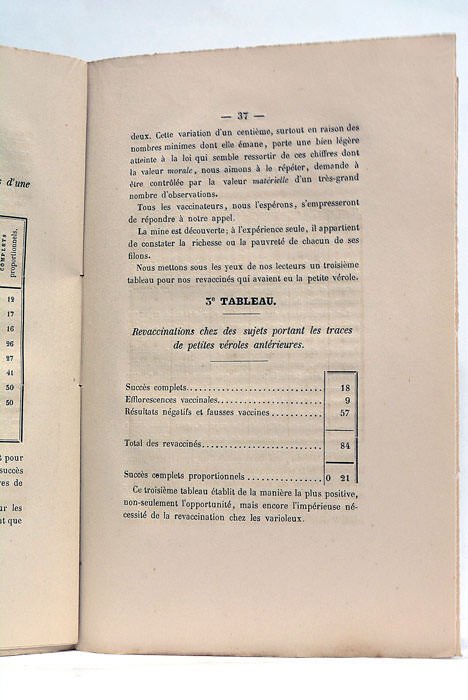 s d'une
COMPLETS
proportionnels.
12
17
16
26
27
41
50
50
t pour
succès
res de
ur les
nt que
— 37 —
deux. Cette variation d'un centième, surtout en raison des
nombres minimes dont elle émane, porte une bien légère
atteinte à la loi qui semble ressortir de ces chiffres dont
la valeur morale, nous aimons à le répéter, demande à
être contrôlée par la valeur matérielle d'un très-grand
nombre d'observations.
Tous les vaccinateurs, nous l'espérons, s'empresseront
de répondre à notre appel.
La mine est découverte; à l'expérience seule, il appartient
de constater la richesse ou la pauvreté de chacun de ses
filons.
Nous mettons sous les yeux de nos lecteurs un troisième
tableau pour nos revaccinés qui avaient eu la petite vérole.
3e TABLEAU.
Revaccinations chez des sujets portant les traces
de petites véroles antérieures.
Succès complets........................... 18
Efflorescences vaccinales..................... 9
Résultats négatifs et fausses vaccines........... 57
Total des revaccinés........................ 84
Succès complets proportionnels................ 0 21
Ce troisième tableau établit de la manière la plus positive,
non-seulement l'opportunité, mais encore l'impérieuse né-
cessité de la revaccination chez les varioleux.